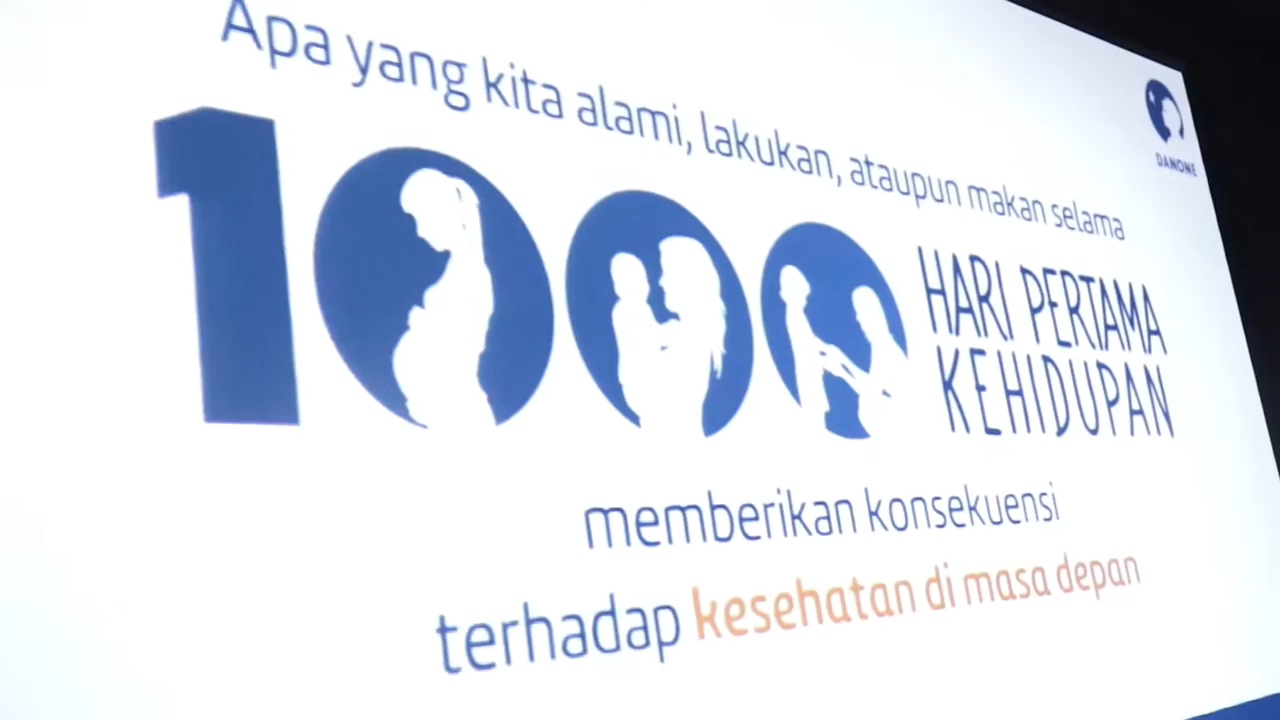 Apa yang kita alami, lakukan, ataupun makan selama
1000 HARI PERTAMA
KEHIDUPAN
memberikan konsekuensi
terhadap kesehatan di masa depan
DANONE